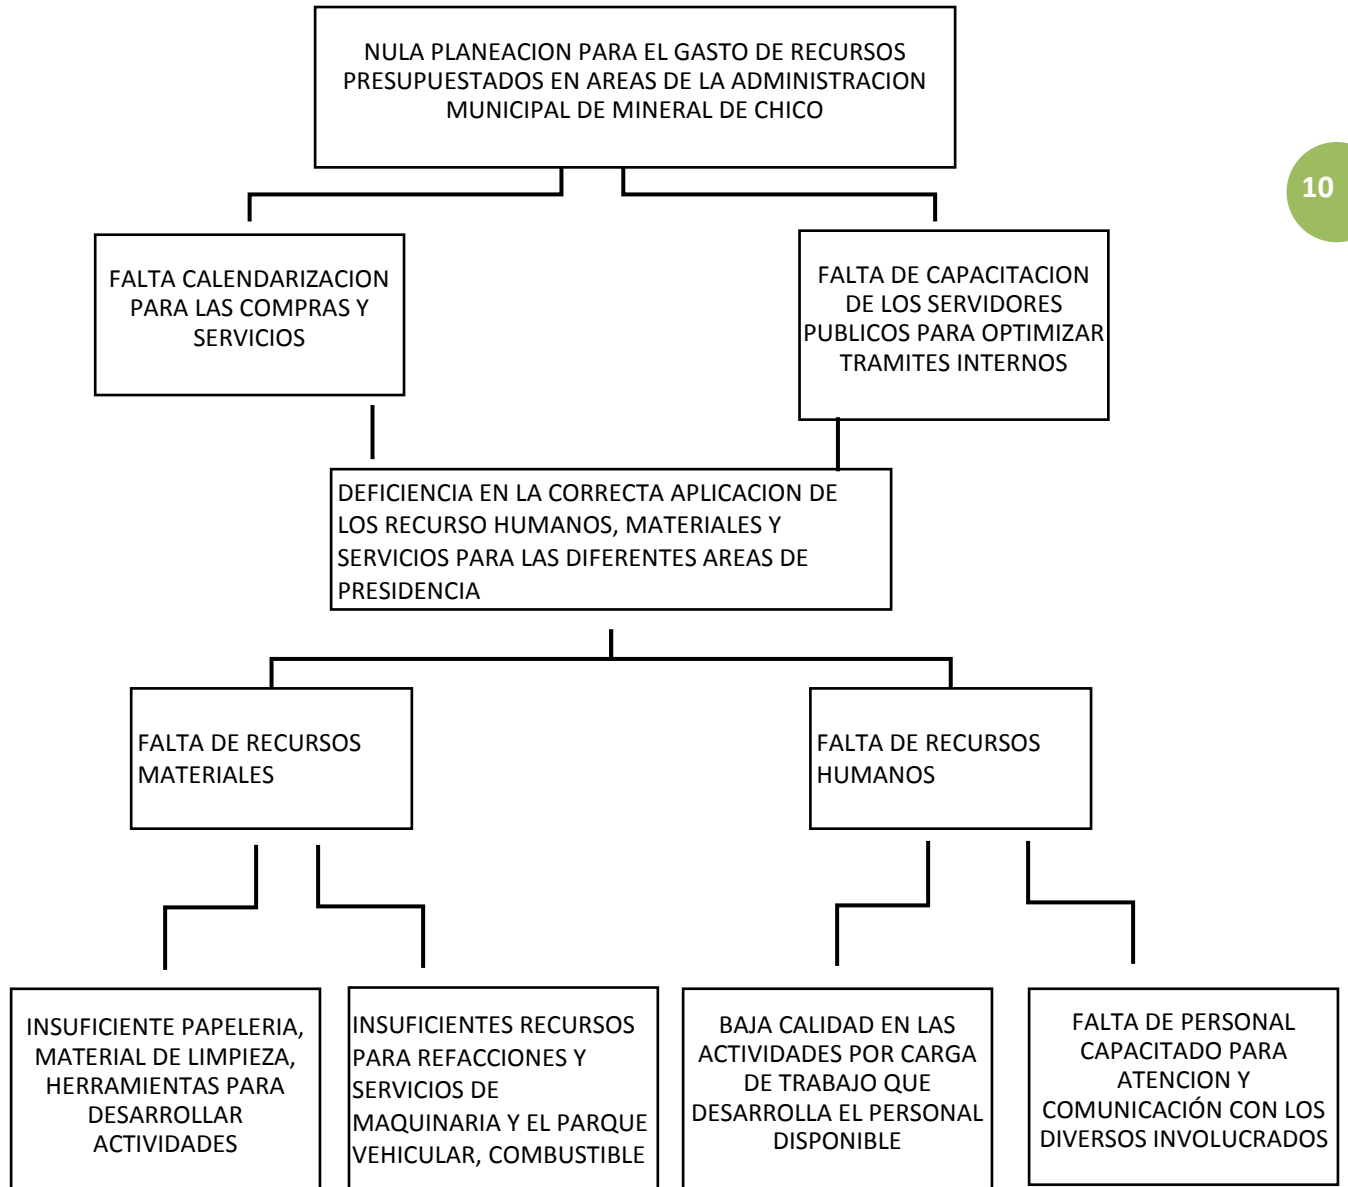 NULA PLANEACION PARA EL GASTO DE RECURSOS
PRESUPUESTADOS EN AREAS DE LA ADMINISTRACION
MUNICIPAL DE MINERAL DE CHICO
10
FALTA CALENDARIZACION
PARA LAS COMPRAS Y
SERVICIOS
FALTA DE CAPACITACION
DE LOS SERVIDORES
PUBLICOS PARA OPTIMIZAR
TRAMITES INTERNOS
DEFICIENCIA EN LA CORRECTA APLICACION DE
LOS RECURSO HUMANOS, MATERIALES Y
SERVICIOS PARA LAS DIFERENTES AREAS DE
PRESIDENCIA
FALTA DE RECURSOS
MATERIALES
FALTA DE RECURSOS
HUMANOS
INSUFICIENTE PAPELERIA,
MATERIAL DE LIMPIEZA,
HERRAMIENTAS PARA
DESARROLLAR
ACTIVIDADES
INSUFICIENTES RECURSOS
PARA REFACCIONES Y
SERVICIOS DE
MAQUINARIA Y EL PARQUE
VEHICULAR, COMBUSTIBLE
BAJA CALIDAD EN LAS
ACTIVIDADES POR CARGA
DE TRABAJO QUE
DESARROLLA EL PERSONAL
DISPONIBLE
FALTA DE PERSONAL
CAPACITADO PARA
ATENCION Y
COMUNICACIÓN CON LOS
DIVERSOS INVOLUCRADOS